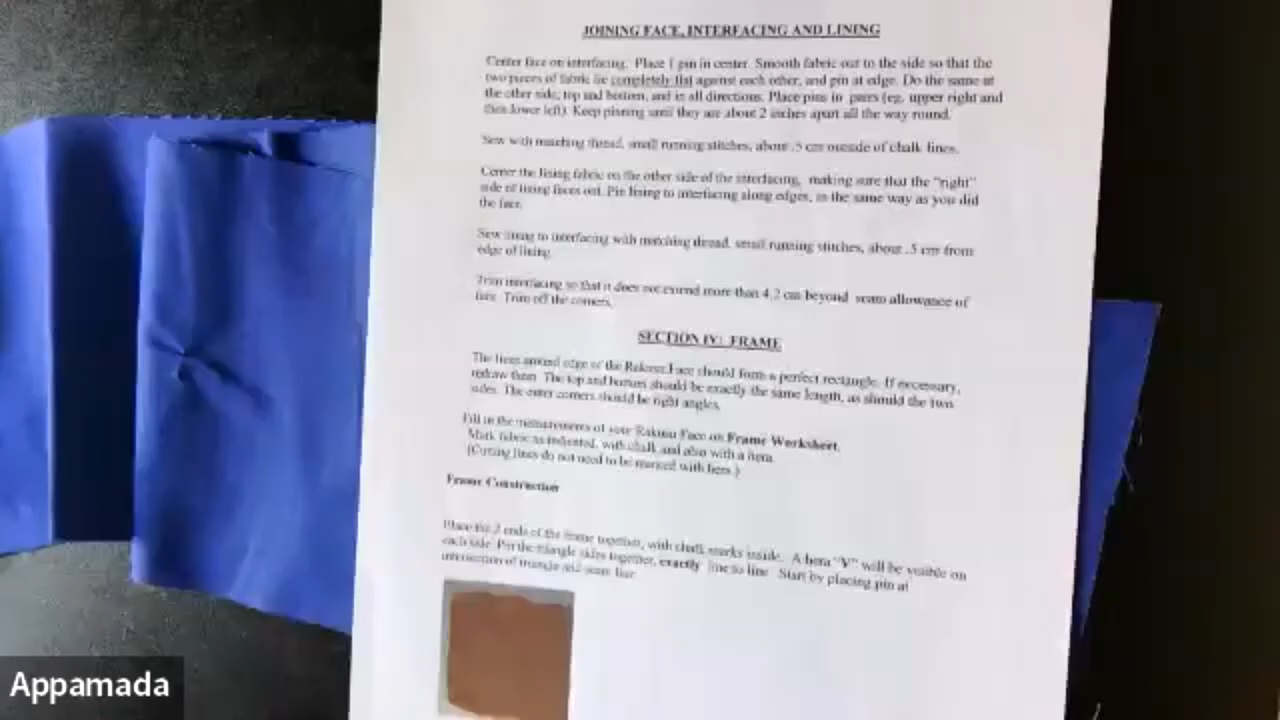 JOINING FACE, INTERFACING AND LINING
Center face on interfacing. Place 1 pin in center. Smooth fabric out to the side so that the
two pieces of fabric lie completely flat against each other, and pin at edge. Do the same at
the other side, top and bottom, and in all directions. Place pins in pairs (eg. upper right and
then lower left). Keep pinning until they are about 2 inches apart all the way round.
Sew with matching thread, small running stitches, about .5 cm outside of chalk lines.
Center the lining fabric on the other side of the interfacing, making sure that the "right"
side of lining faces out. Pin lining to interfacing along edges, in the same way as you did
the face.
Sew lining to interfacing with matching thread, small running stitches, about .5 cm from
edge of lining.
Trim interfacing so that it does not extend more than 4.2 cm beyond seam allowance of
face. Trim off the corners.
SECTION IV: FRAME
The lines around edge of the Rakusu Face should form a perfect rectangle. If necessary,
redraw them. The top and bottom should be exactly the same length, as should the two
sides. The outer corners should be right angles.
Fill in the measurements of your Rakusu Face on Frame Worksheet.
Mark fabric as indicated, with chalk and also with a hera.
(Cutting lines do not need to be marked with hera.)
Frame Construction
Place the 2 ends of the frame together, with chalk marks inside. A hera "V" will be visible on
each side. Pin the triangle sides together, exactly line to line. Start by placing pin at
intersection of triangle and seam line
Appamada